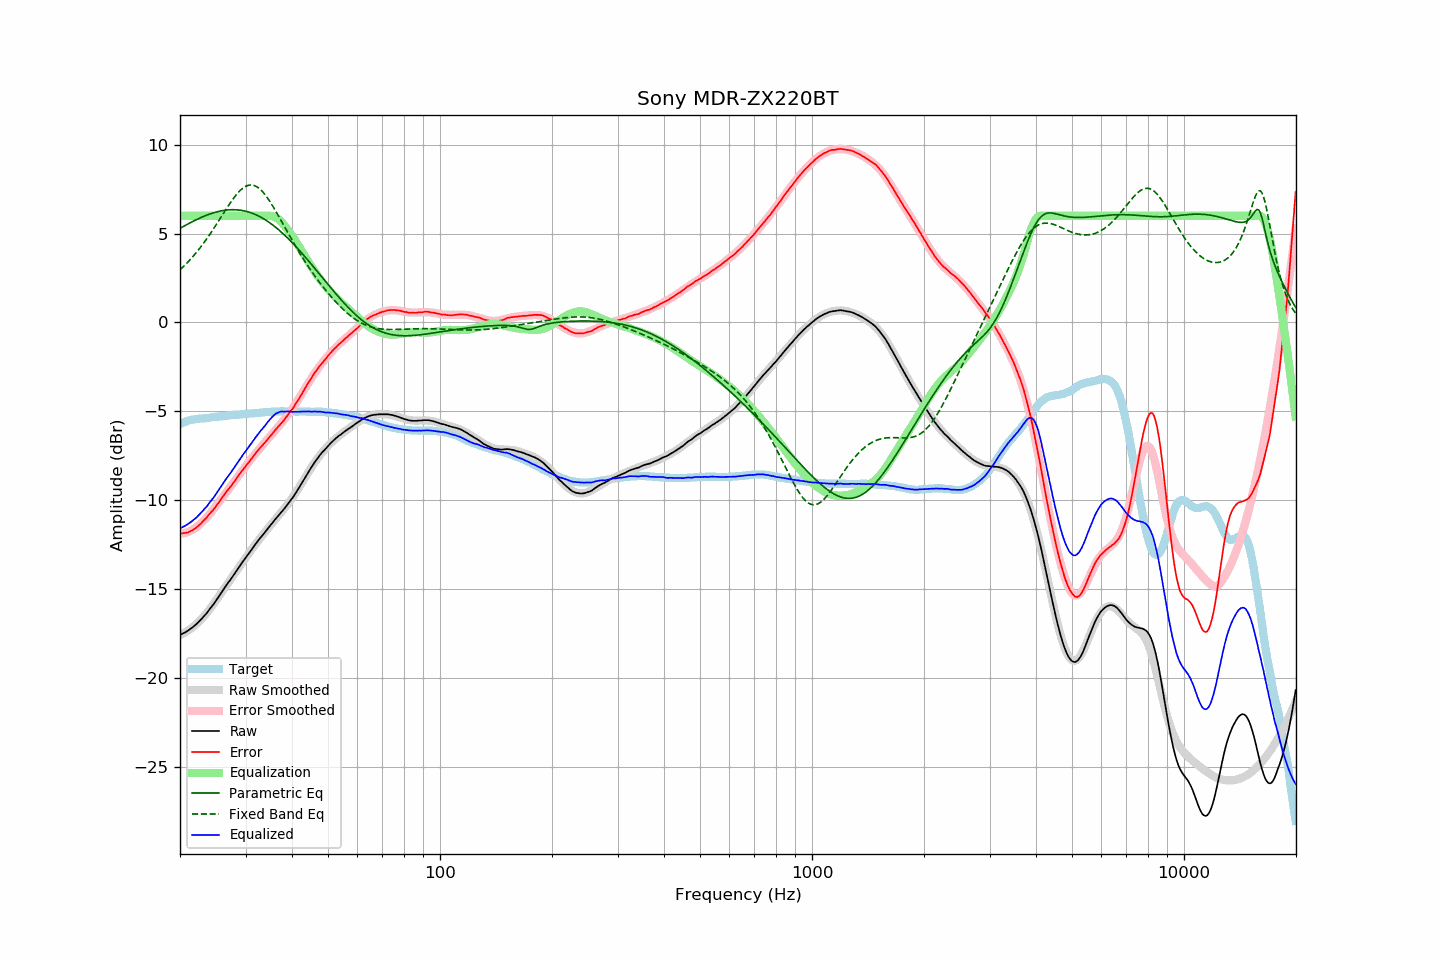 Sony MDR-ZX220BT
10
5
0
−5
−10
−15
−20
−25
Amplitude (dBr)
Target
Raw Smoothed
Error Smoothed
Raw
Error
Equalization
Parametric Eq
Fixed Band Eq
Equalized
100
1000
10000
Frequency (Hz)